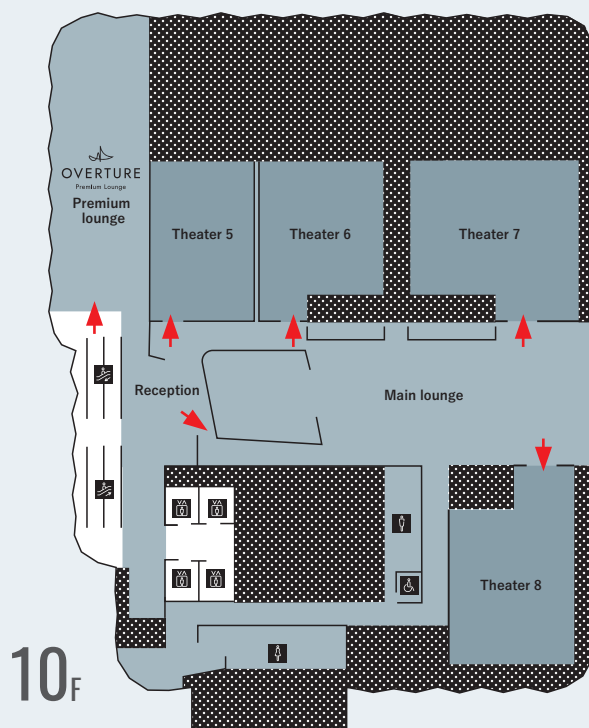 OVERTURE
Premium Lounge
Premium
lounge
Theater 5
Theater 6
Theater 7
Reception
Main lounge
Theater 8
10F